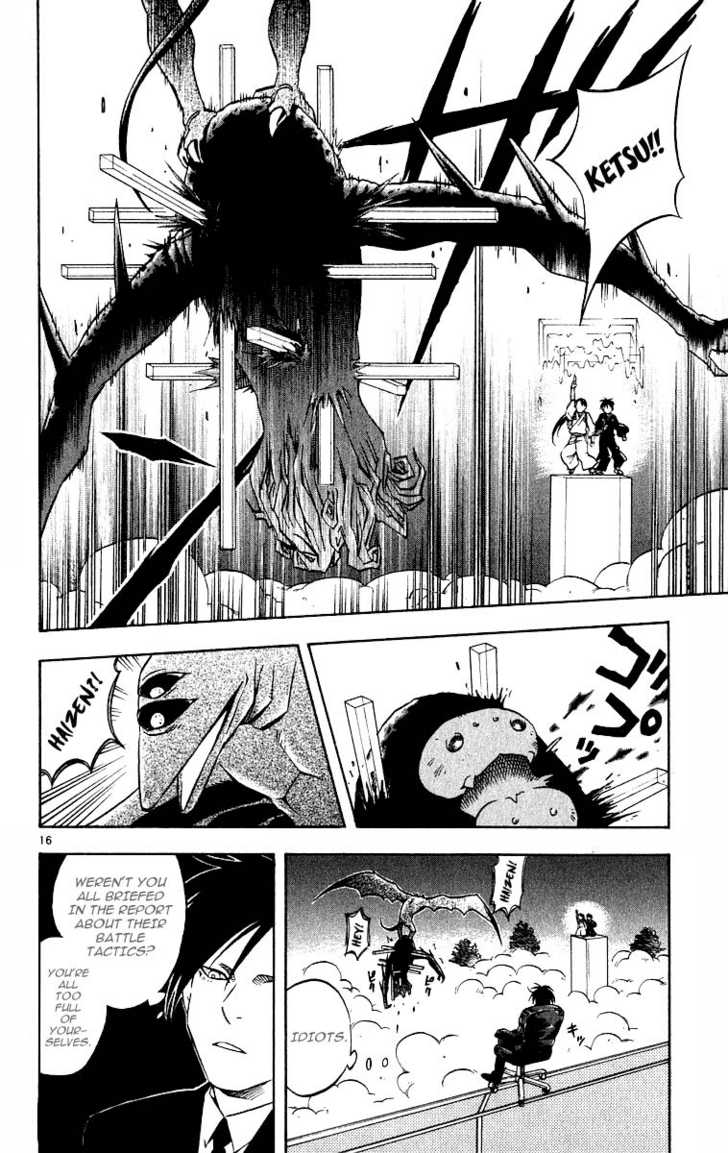 KETSU!!
HAIZEN?!
16
HAIZEN!
HEY!
IDIOTS.
WEREN'T YOU
ALL BRIEFED
IN THE REPORT
ABOUT THEIR
BATTLE
TACTICS?
YOU'RE
ALL
TOO
FULL
OF
YOUR-
SELVES.